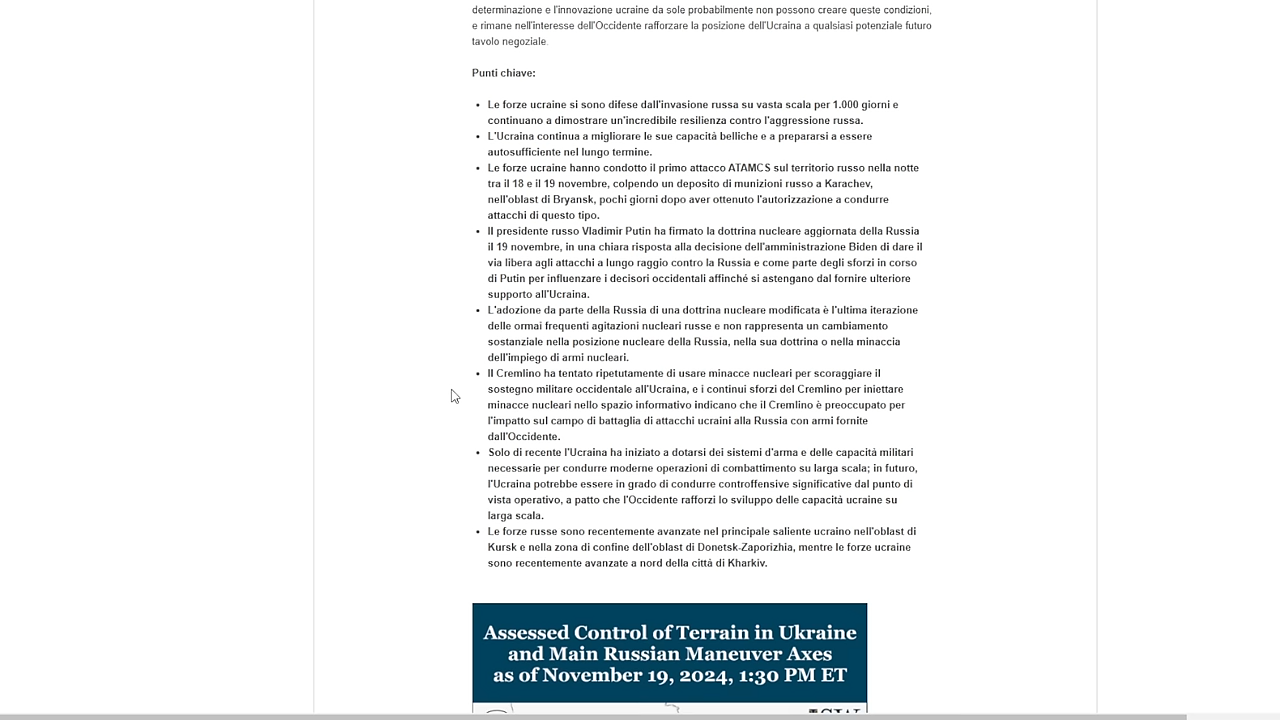 determinazione e l'innovazione ucraine da sole probabilmente non possono creare queste condizioni,
e rimane nell'interesse dell'Occidente rafforzare la posizione dell'Ucraina a qualsiasi potenziale futuro
tavolo negoziale.
Punti chiave:
• Le forze ucraine si sono difese dall'invasione russa su vasta scala per 1.000 giorni e
continuano a dimostrare un'incredibile resilienza contro l'aggressione russa.
• L'Ucraina continua a migliorare le sue capacità belliche e a prepararsi a essere
autosufficiente nel lungo termine.
• Le forze ucraine hanno condotto il primo attacco ATAMCS sul territorio russo nella notte
tra il 18 e il 19 novembre, colpendo un deposito di munizioni russo a Karachev,
nell'oblast di Bryansk, pochi giorni dopo aver ottenuto l'autorizzazione a condurre
attacchi di questo tipo.
• Il presidente russo Vladimir Putin ha firmato la dottrina nucleare aggiornata della Russia
il 19 novembre, in una chiara risposta alla decisione dell'amministrazione Biden di dare il
via libera agli attacchi a lungo raggio contro la Russia e come parte degli sforzi in corso
di Putin per influenzare i decisori occidentali affinché si astengano dal fornire ulteriore
supporto all'Ucraina.
• L'adozione da parte della Russia di una dottrina nucleare modificata è l'ultima iterazione
delle ormai frequenti agitazioni nucleari russe e non rappresenta un cambiamento
sostanziale nella posizione nucleare della Russia, nella sua dottrina o nella minaccia
dell'impiego di armi nucleari.
• Il Cremlino ha tentato ripetutamente di usare minacce nucleari per scoraggiare il
sostegno militare occidentale all'Ucraina, e i continui sforzi del Cremlino per iniettare
minacce nucleari nello spazio informativo indicano che il Cremlino è preoccupato per
l'impatto sul campo di battaglia di attacchi ucraini alla Russia con armi fornite
dall'Occidente.
• Solo di recente l'Ucraina ha iniziato a dotarsi dei sistemi d'arma e delle capacità militari
necessarie per condurre moderne operazioni di combattimento su larga scala; in futuro,
l'Ucraina potrebbe essere in grado di condurre controffensive significative dal punto di
vista operativo, a patto che l'Occidente rafforzi lo sviluppo delle capacità ucraine su
larga scala.
• Le forze russe sono recentemente avanzate nel principale saliente ucraino nell'oblast di
Kursk e nella zona di confine dell'oblast di Donetsk-Zaporizhia, mentre le forze ucraine
sono recentemente avanzate a nord della città di Kharkiv.
Assessed Control of Terrain in Ukraine
and Main Russian Maneuver Axes
as of November 19, 2024, 1:30 PM ET